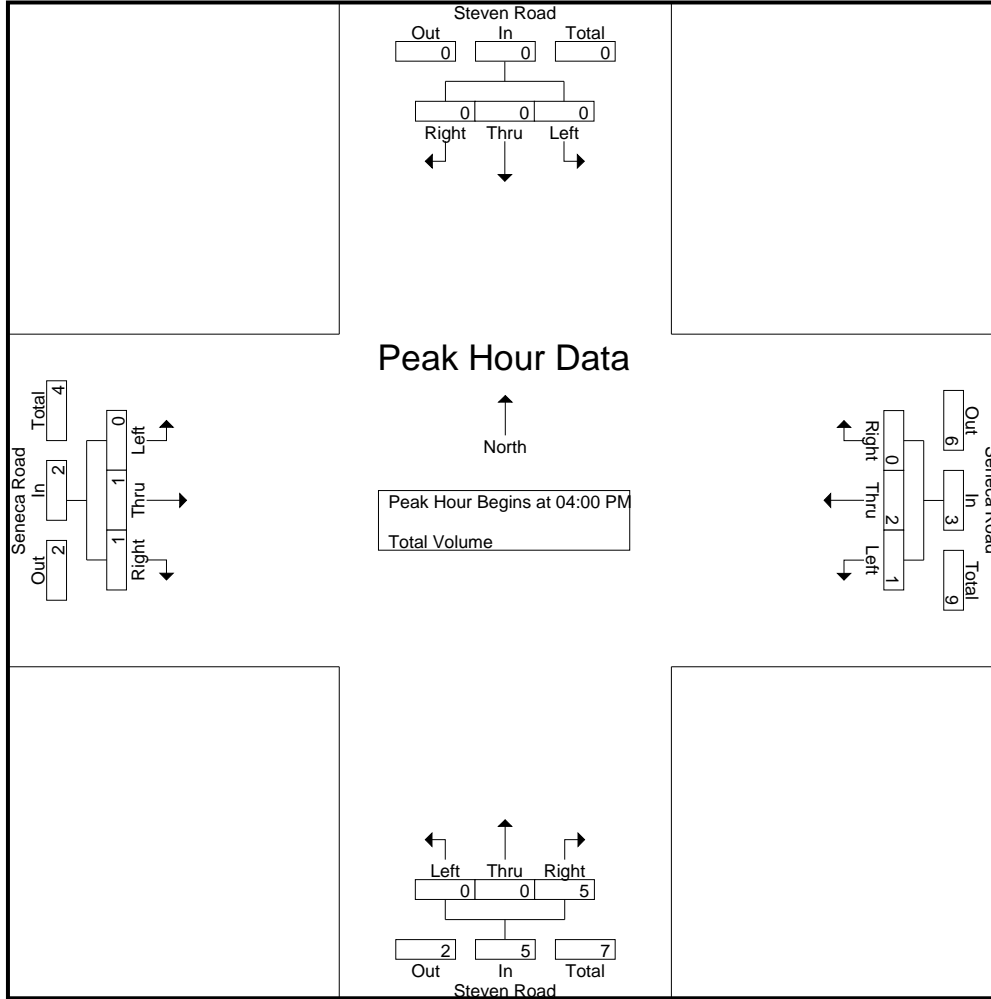 Steven Road
Out In Total
0 0 0
0 0 0
Right Thru Left
Peak Hour Data
North
Peak Hour Begins at 04:00 PM
Total Volume
Seneca Road
Total In Out
4 2 2
0 1 1
Left Thru Right
Right Thru Left
0 2 1
6 3 9
Out In Total
Seneca Road
Left Thru Right
0 0 5
2 5 7
Out In Total
Steven Road